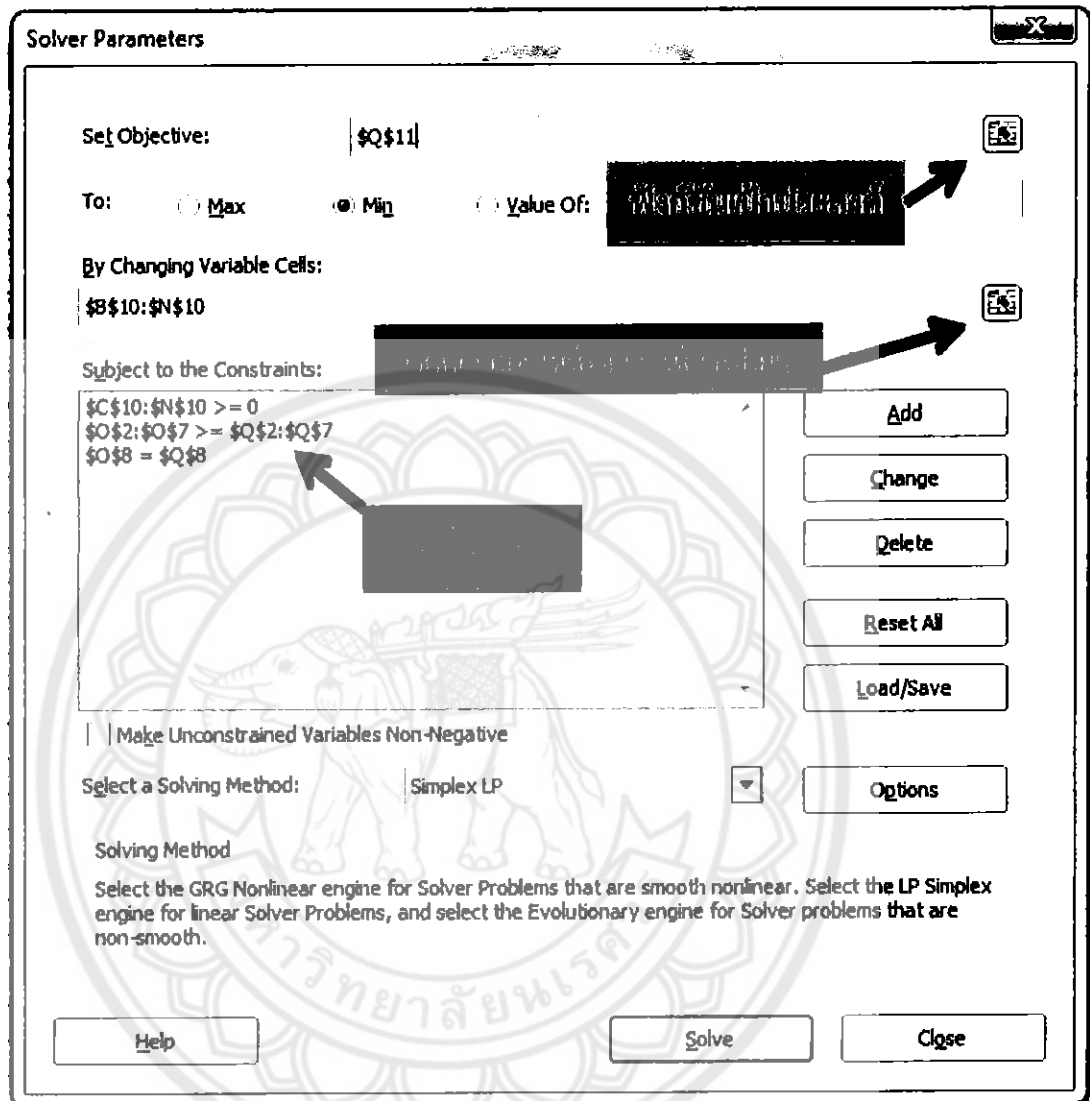 Solver Parameters
X
Set Objective: $Q$11
To: Max Min Value Of:
By Changing Variable Cells:
$B$10:$N$10
Subject to the Constraints:
$C$10:$N$10 >= 0
$O$2:$O$7 >= $Q$2:$Q$7
$O$8 = $Q$8
Add
Change
Delete
Reset All
Load/Save
Make Unconstrained Variables Non-Negative
Select a Solving Method: Simplex LP
Options
Solving Method
Select the GRG Nonlinear engine for Solver Problems that are smooth nonlinear. Select the LP Simplex
engine for linear Solver Problems, and select the Evolutionary engine for Solver problems that are
non-smooth.
Help
Solve
Close